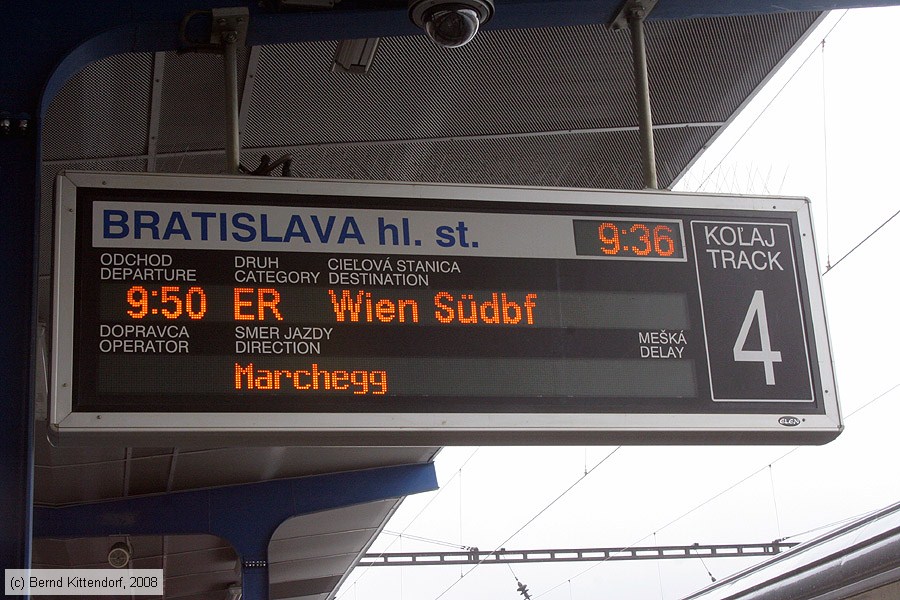 BRATISLAVA hl. st.
9:36
KOĽAJ
TRACK
4
ODCHOD
DEPARTURE
DRUH
CATEGORY
CIEĽOVÁ STANICA
DESTINATION
9:50 ER Wien Südbf
DOPRAVCA
OPERATOR
SMER JAZDY
DIRECTION
MEŠKÁ
DELAY
Marchegg
ELEN
(c) Bernd Kittendorf, 2008